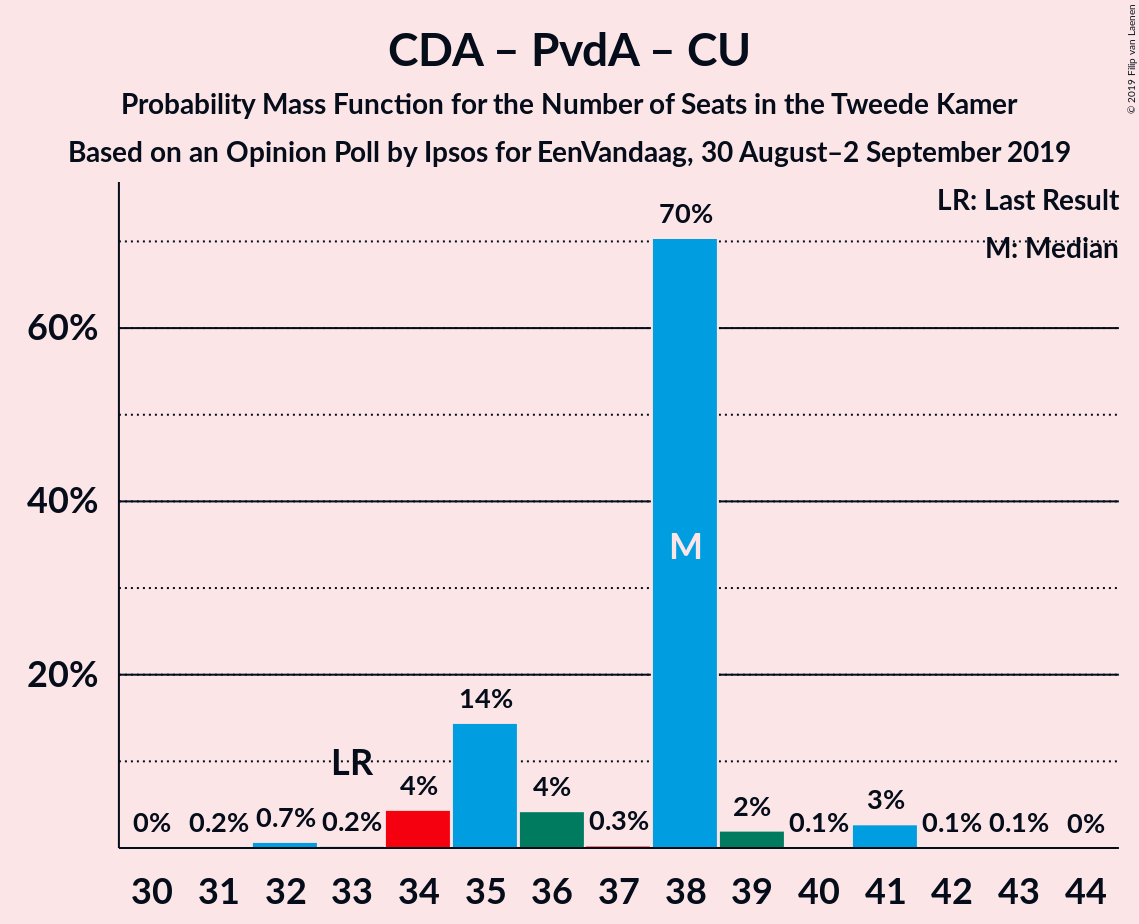 CDA – PvdA – CU
Probability Mass Function for the Number of Seats in the Tweede Kamer
Based on an Opinion Poll by Ipsos for EenVandaag, 30 August–2 September 2019
© 2019 Filip van Laenen
LR: Last Result
M: Median
70%
60%
40%
M
20%
14%
LR
4%
4%
3%
2%
0%
0.2%
0.7%
0.2%
0.3%
0.1%
0.1%
0.1%
0%
30 31 32 33 34 35 36 37 38 39 40 41 42 43 44